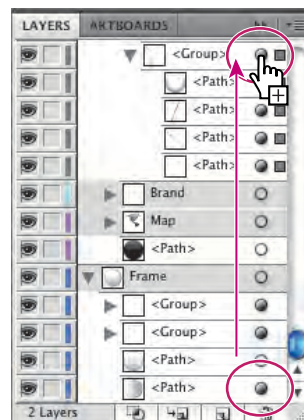 LAYERS ARTBOARDS
<Group>
<Path>
<Path>
<Path>
<Path>
Brand
Map
<Path>
Frame
<Group>
<Group>
<Path>
<Path>
2 Layers